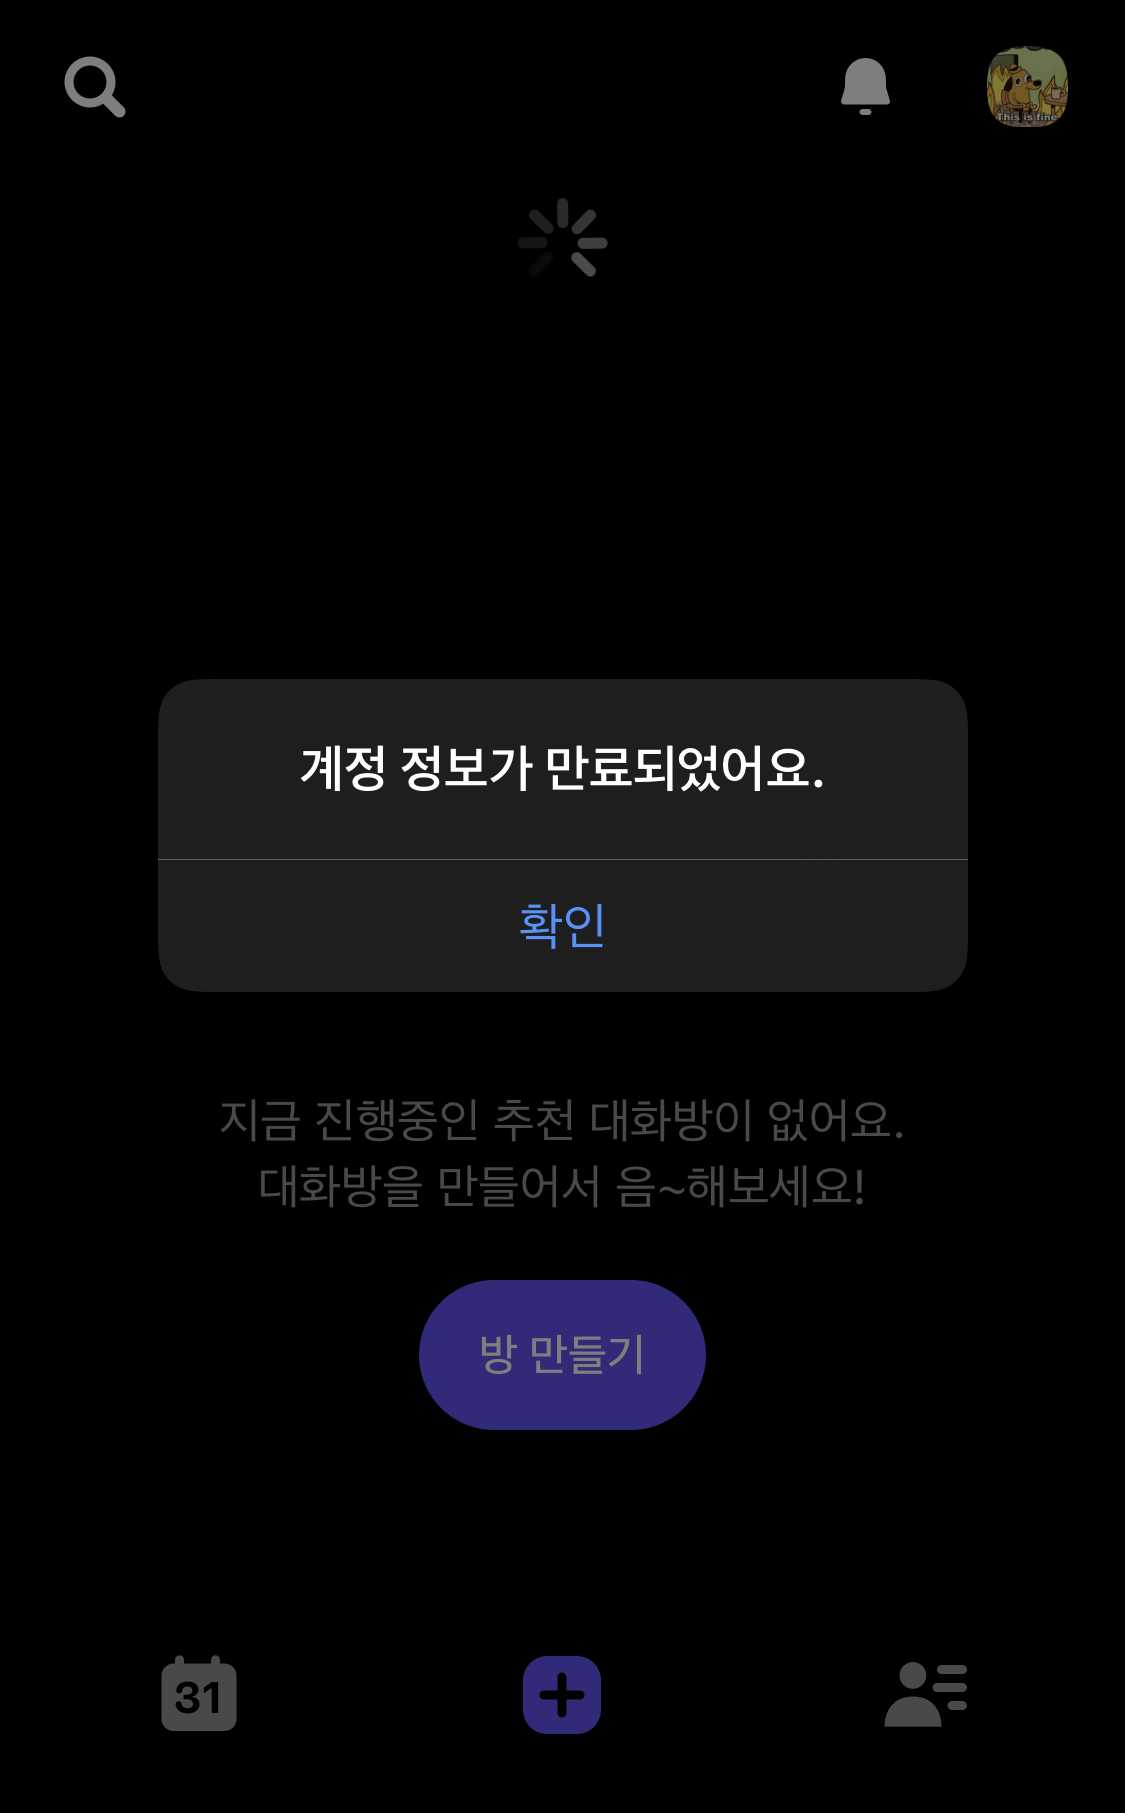 This is fine
계정 정보가 만료되었어요.
확인
지금 진행중인 추천 대화방이 없어요.
대화방을 만들어서 음~해보세요!
방 만들기
31